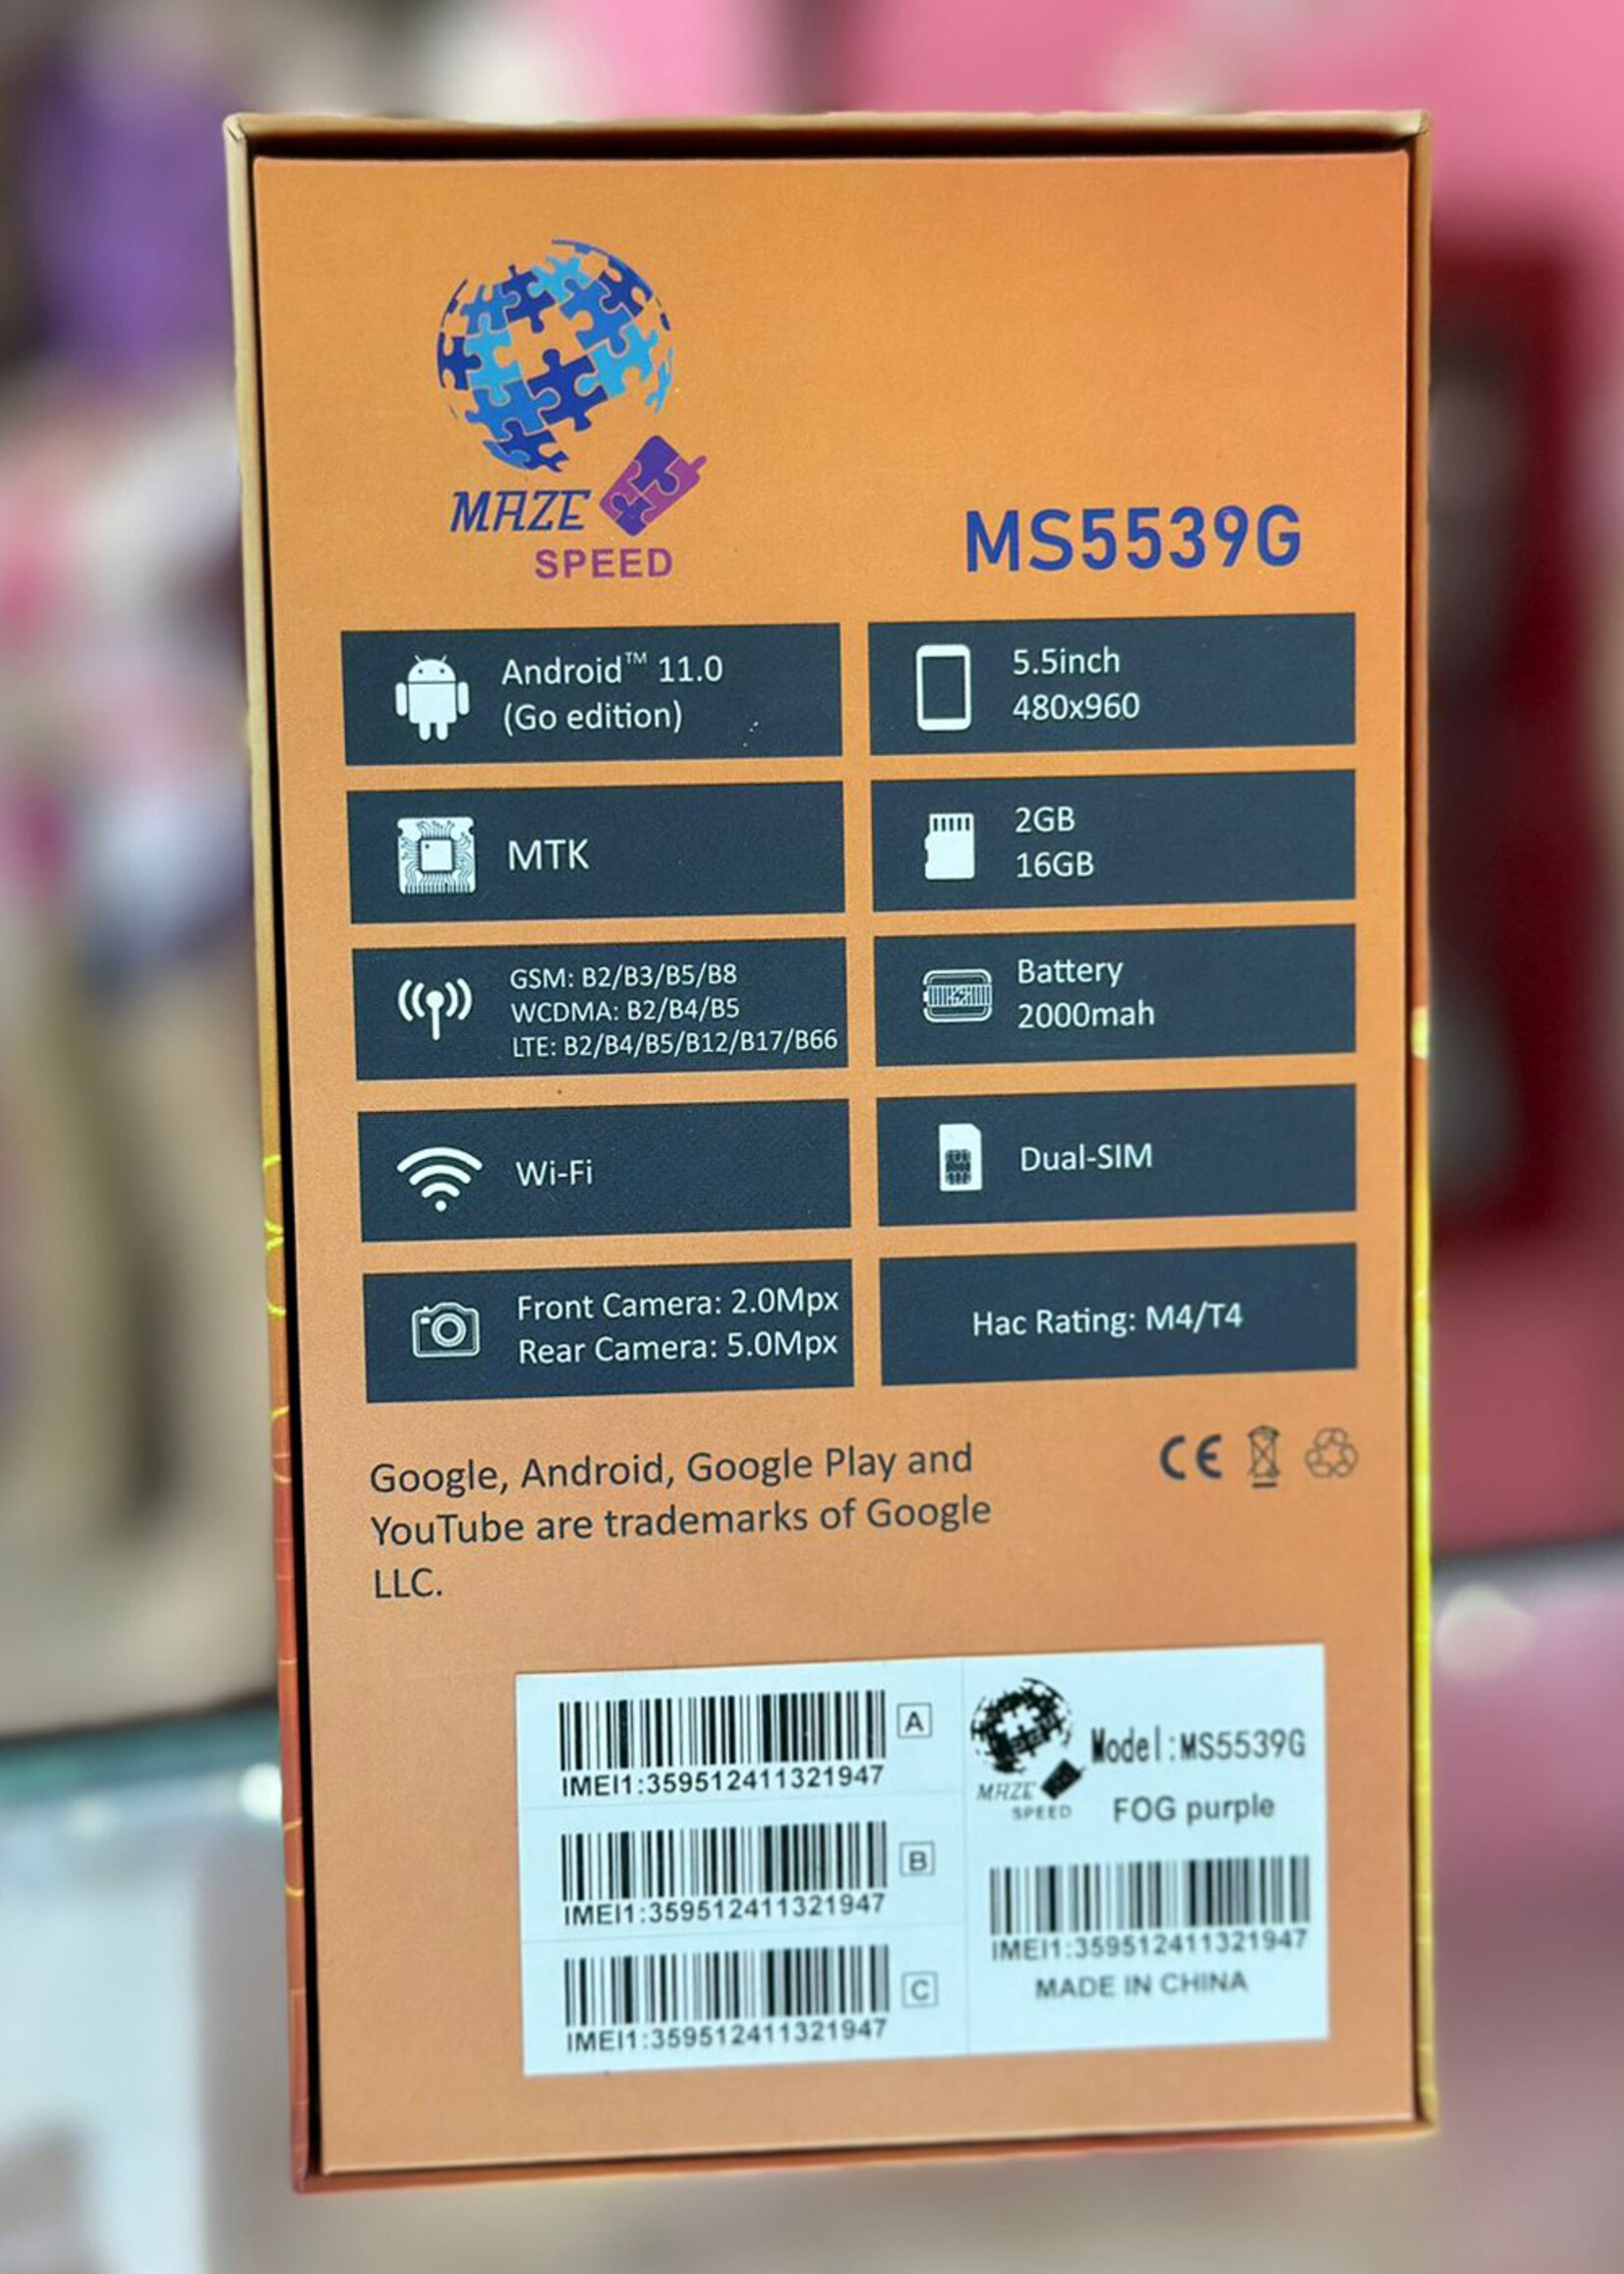 MAZE
SPEED
MS5539G
Android™ 11.0
(Go edition)
5.5inch
480x960
MTK
2GB
16GB
GSM: B2/B3/B5/B8
WCDMA: B2/B4/B5
LTE: B2/B4/B5/B12/B17/B66
Battery
2000mah
Wi-Fi
Dual-SIM
Front Camera: 2.0Mpx
Rear Camera: 5.0Mpx
Hac Rating: M4/T4
Google, Android, Google Play and
YouTube are trademarks of Google
LLC.
CE
A
IMEI1:359512411321947
B
IMEI1:359512411321947
C
IMEI1:359512411321947
MAZE
SPEED
Model:MS5539G
FOG purple
IMEI1:359512411321947
MADE IN CHINA